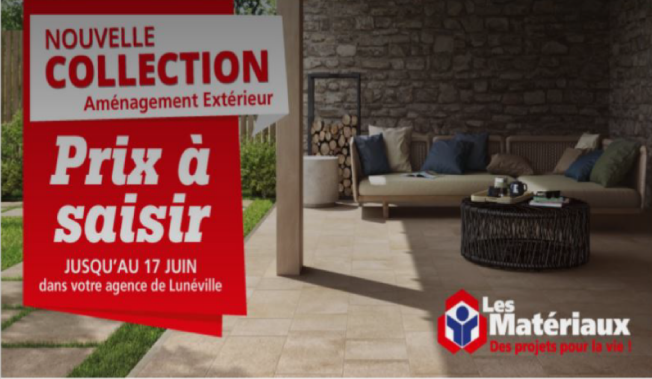 NOUVELLE
COLLECTION
Aménagement Extérieur
Prix à
saisir
JUSQU'AU 17 JUIN
dans votre agence de Lunéville
Les
Matériaux
Des projets pour la vie !